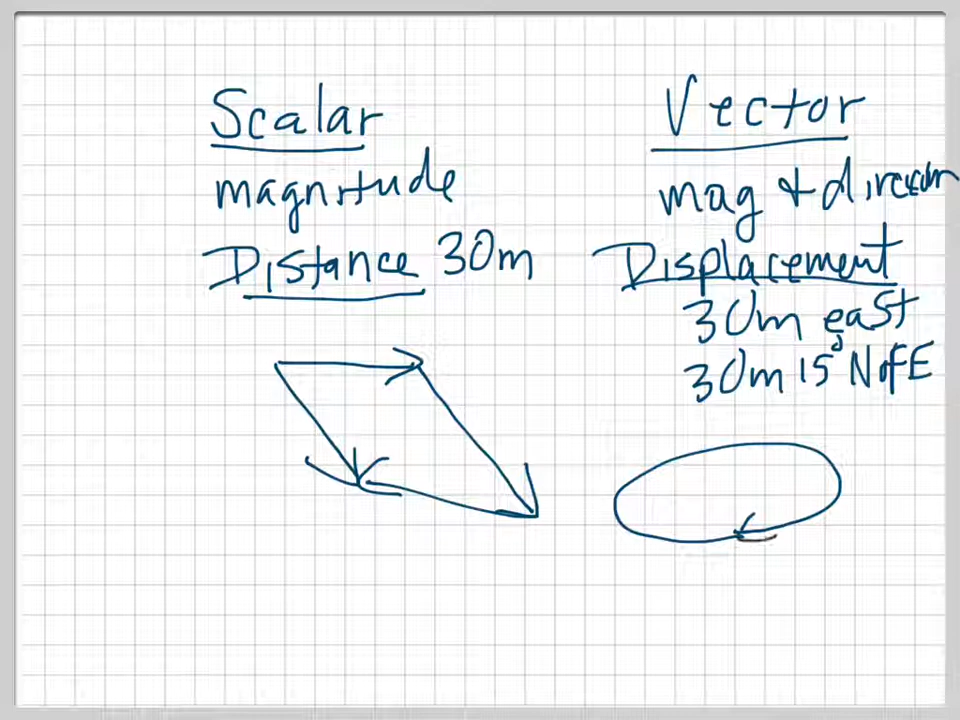 Scalar
magnitude
Distance 30m
Vector
mag + direction
Displacement
30m east
30m 15° N of E